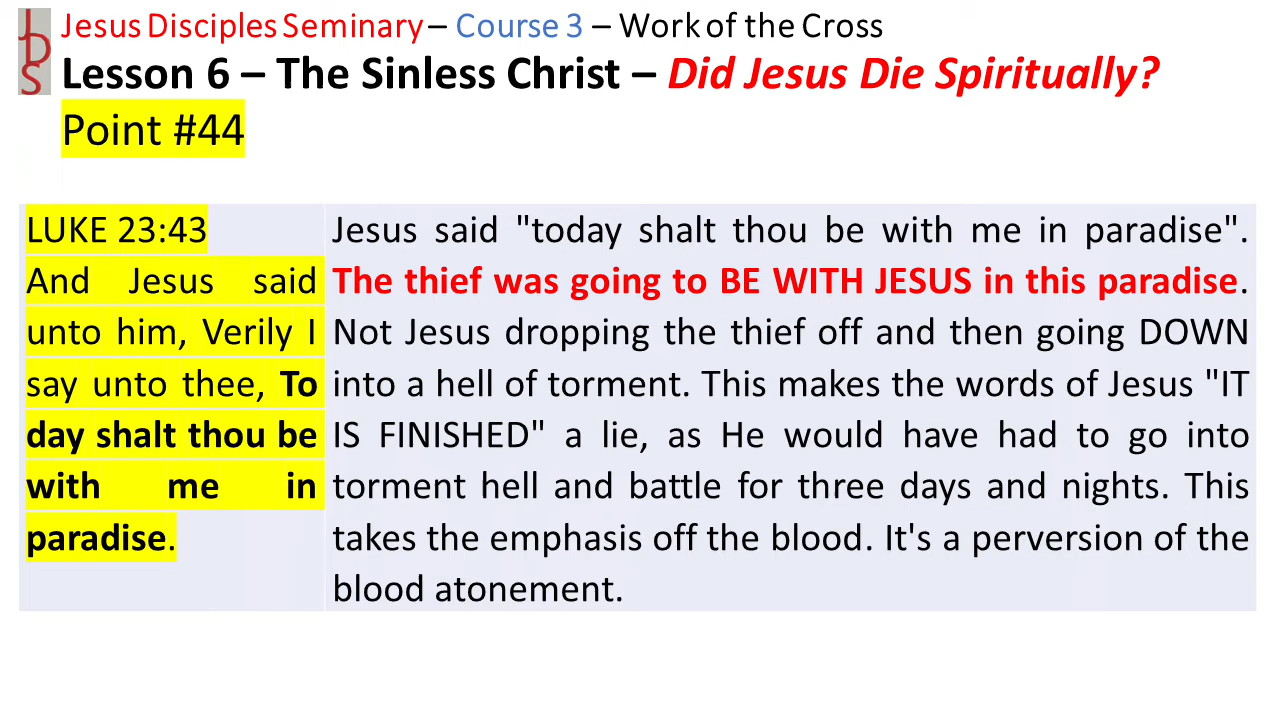 JDS
Jesus Disciples Seminary – Course 3 – Work of the Cross
Lesson 6 – The Sinless Christ – Did Jesus Die Spiritually?
Point #44
LUKE 23:43
And Jesus said
unto him, Verily I
say unto thee, To
day shalt thou be
with me in
paradise.
Jesus said "today shalt thou be with me in paradise".
The thief was going to BE WITH JESUS in this paradise.
Not Jesus dropping the thief off and then going DOWN
into a hell of torment. This makes the words of Jesus "IT
IS FINISHED" a lie, as He would have had to go into
torment hell and battle for three days and nights. This
takes the emphasis off the blood. It's a perversion of the
blood atonement.